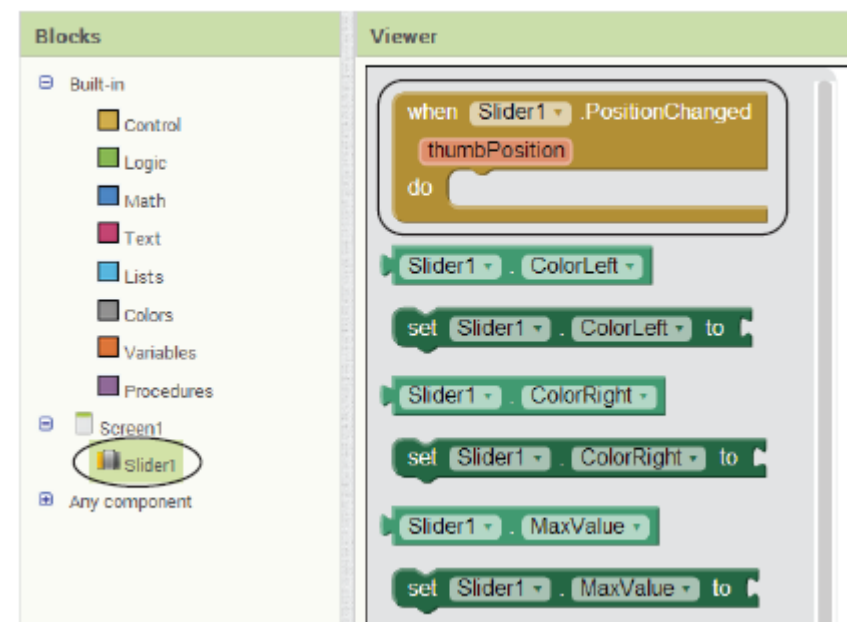 Blocks
Built-in
Control
Logic
Math
Text
Lists
Colors
Variables
Procedures
Screen1
Slider1
Any component
Viewer
when Slider1 .PositionChanged
thumbPosition
do
Slider1 . ColorLeft
set Slider1 . ColorLeft to
Slider1 . ColorRight
set Slider1 . ColorRight to
Slider1 . MaxValue
set Slider1 . MaxValue to